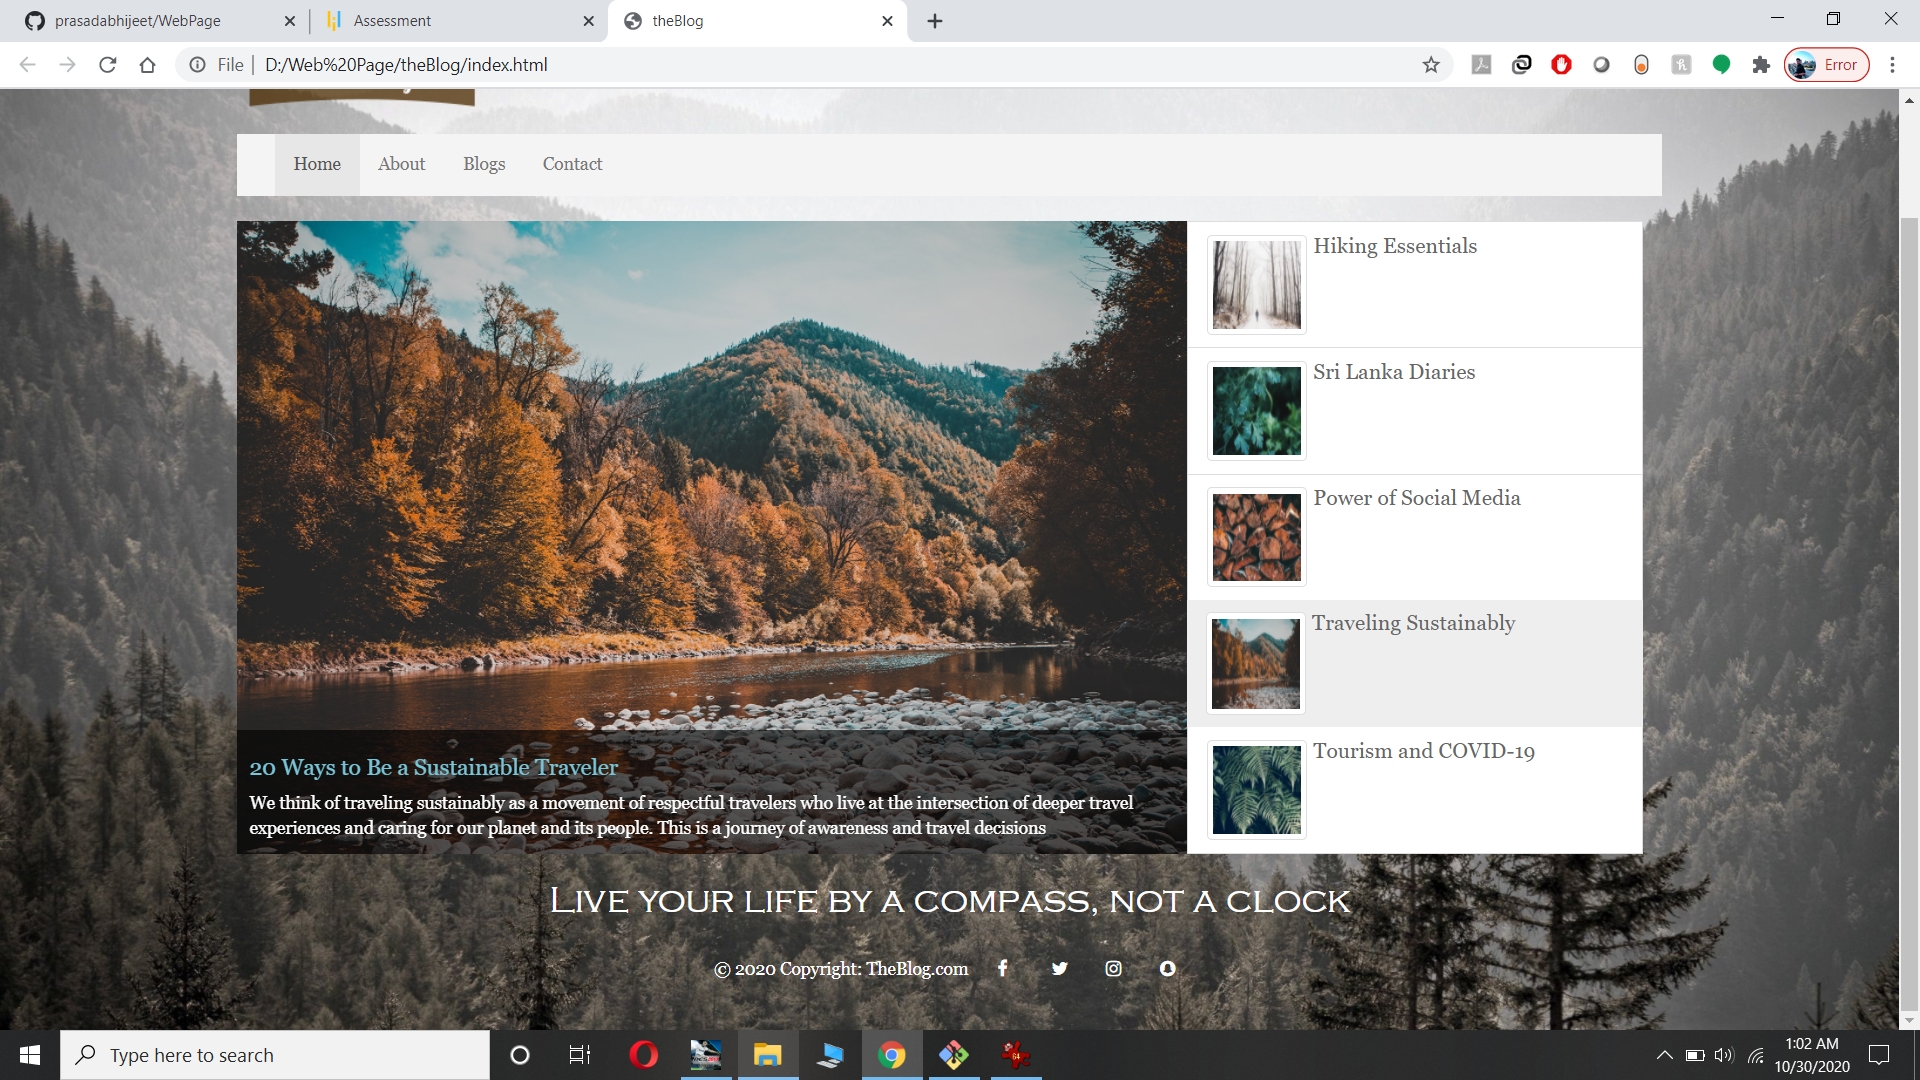 prasadabhijeet/WebPage
Assessment
theBlog
File
D:/Web%20Page/theBlog/index.html
Error
Home
About
Blogs
Contact
Hiking Essentials
Sri Lanka Diaries
Power of Social Media
Traveling Sustainably
Tourism and COVID-19
20 Ways to Be a Sustainable Traveler
We think of traveling sustainably as a movement of respectful travelers who live at the intersection of deeper travel
experiences and caring for our planet and its people. This is a journey of awareness and travel decisions
Live your life by a compass, not a clock
© 2020 Copyright: TheBlog.com
Type here to search
64
1:02 AM
10/30/2020